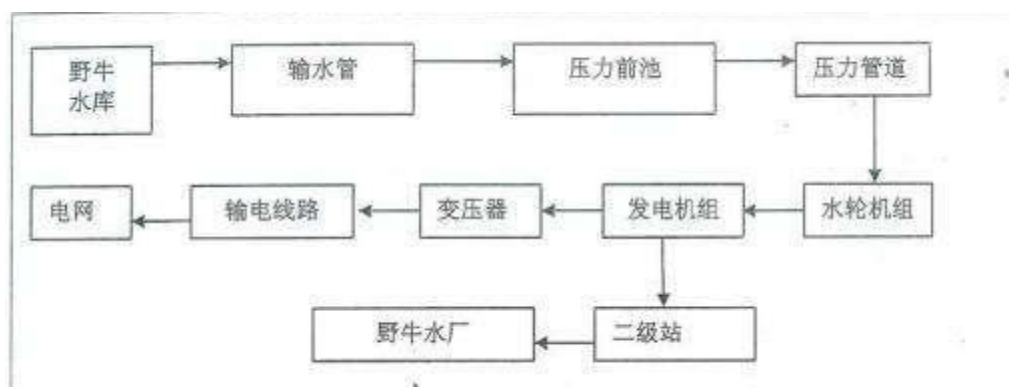 野牛
水库
输水管
压力前池
压力管道
电网
输电线路
变压器
发电机组
水轮机组
野牛水厂
二级站